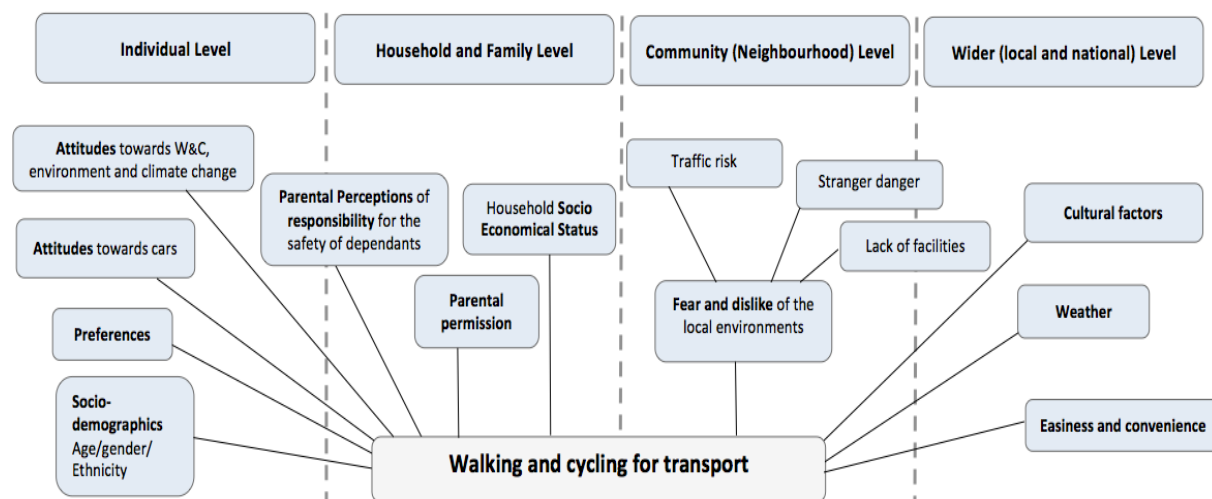 Individual Level
Household and Family Level
Community (Neighbourhood) Level
Wider (local and national) Level
Attitudes towards W&C,
environment and climate change
Attitudes towards cars
Preferences
Socio-
demographics
Age/gender/
Ethnicity
Parental Perceptions of
responsibility for the
safety of dependants
Parental
permission
Household Socio
Economical Status
Traffic risk
Stranger danger
Lack of facilities
Fear and dislike of the
local environments
Cultural factors
Weather
Easiness and convenience
Walking and cycling for transport